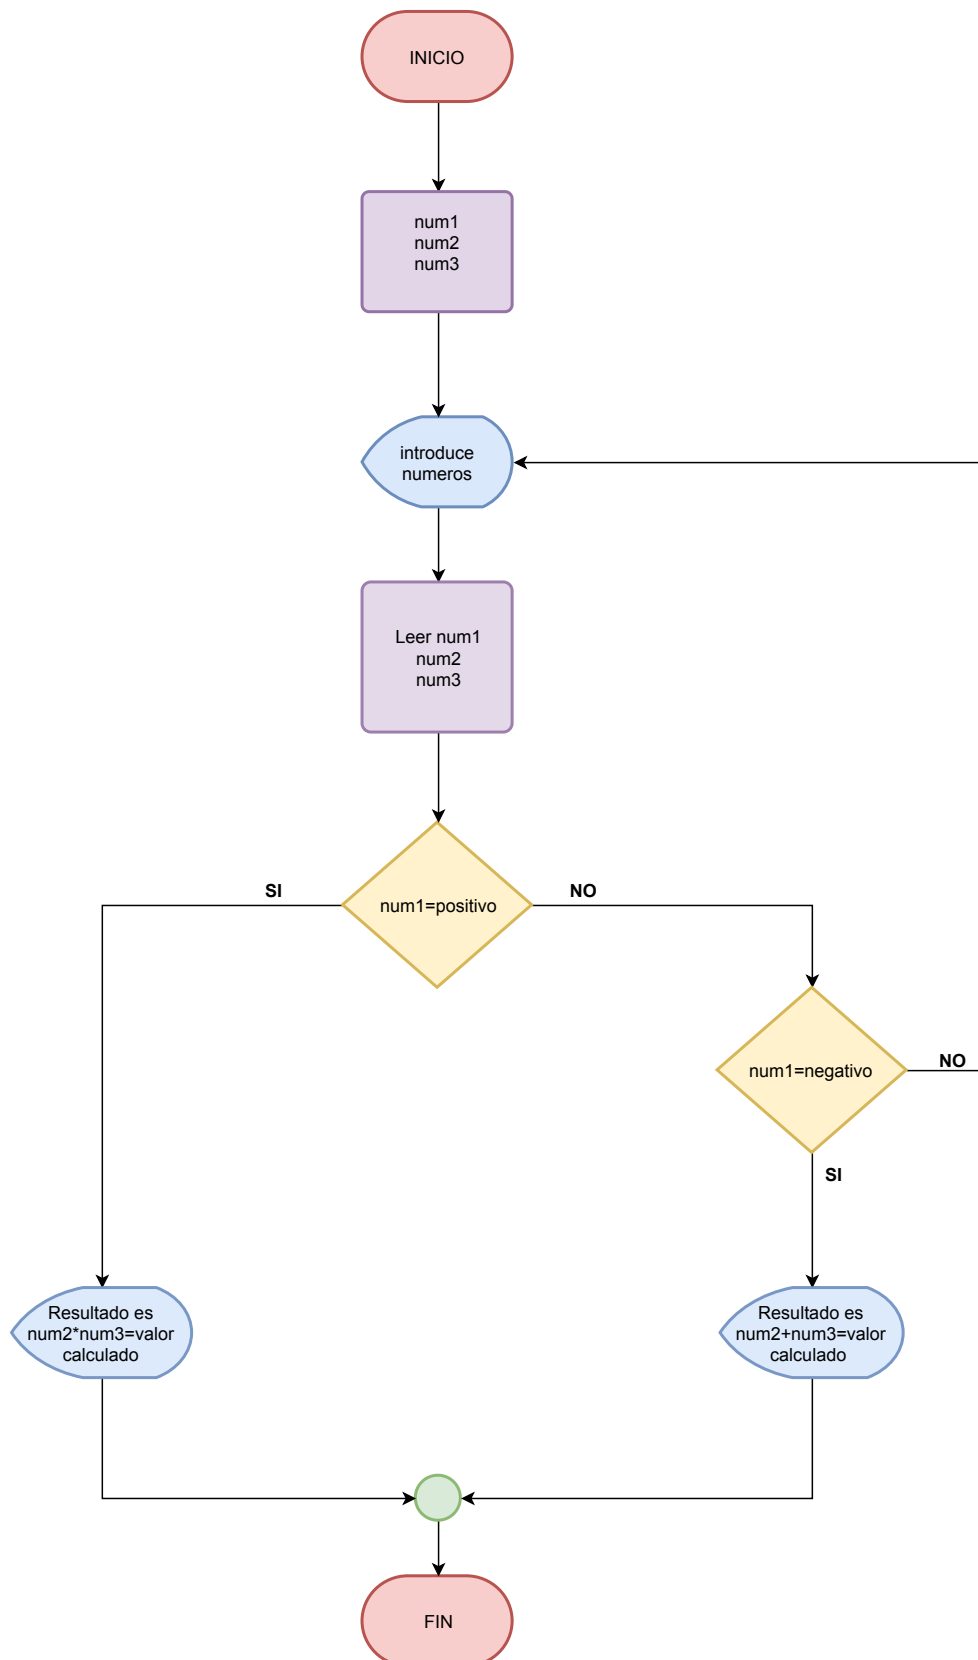 INICIO
num1
num2
num3
introduce
numeros
Leer num1
num2
num3
SI
num1=positivo
NO
num1=negativo
NO
SI
Resultado es
num2*num3=valor
calculado
Resultado es
num2+num3=valor
calculado
FIN